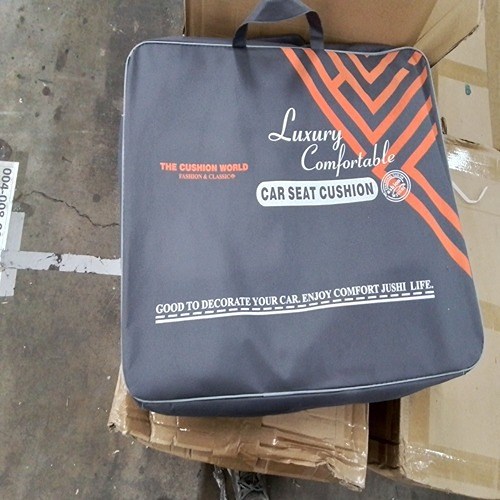 Luxury
Comfortable
THE CUSHION WORLD
FASHION & CLASSIC
CAR SEAT CUSHION
GOOD TO DECORATE YOUR CAR. ENJOY COMFORT JUSHI LIFE.